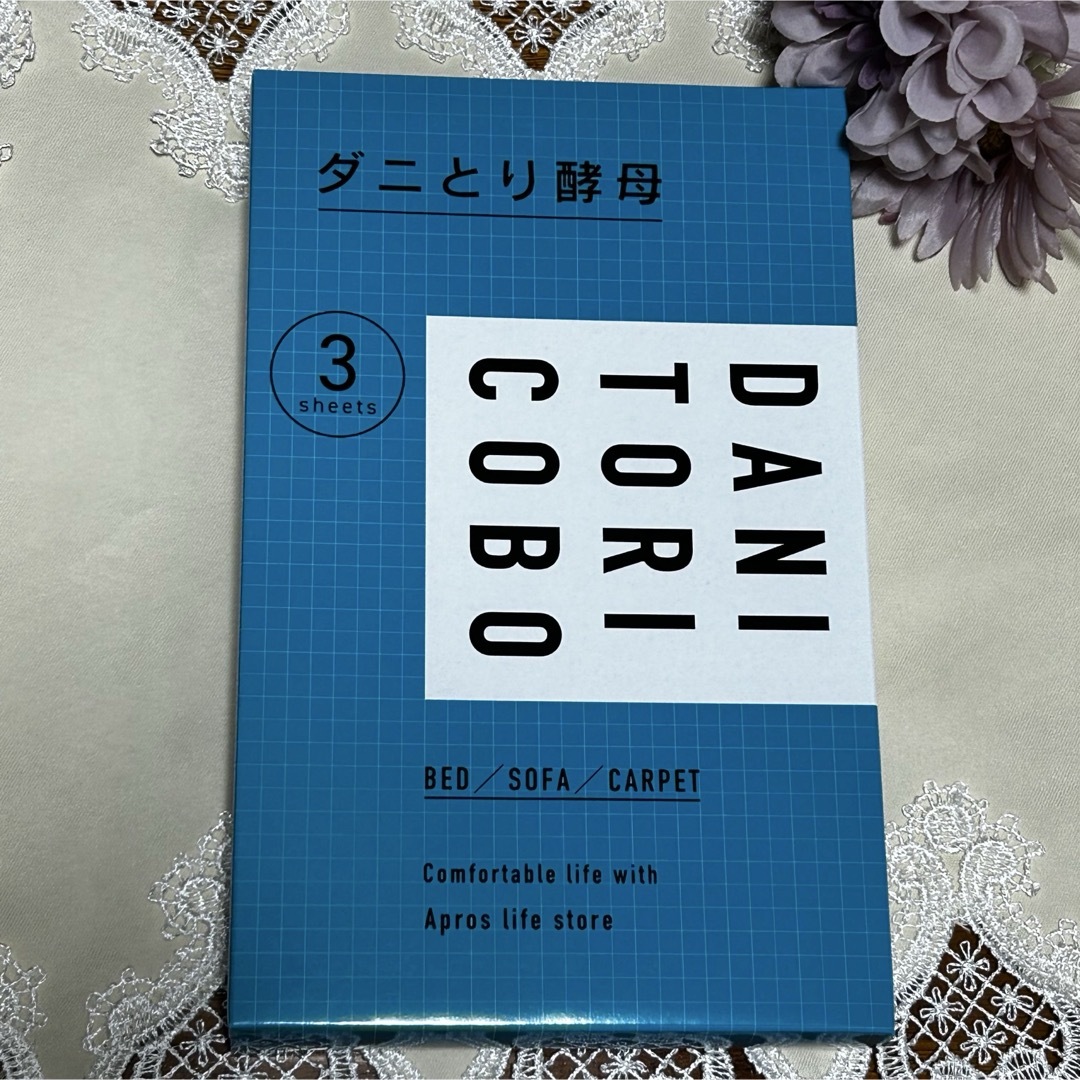 ダニとり酵母
3
sheets
DANI
TORI
COBO
BED／SOFA／CARPET
Comfortable life with
Apros life store